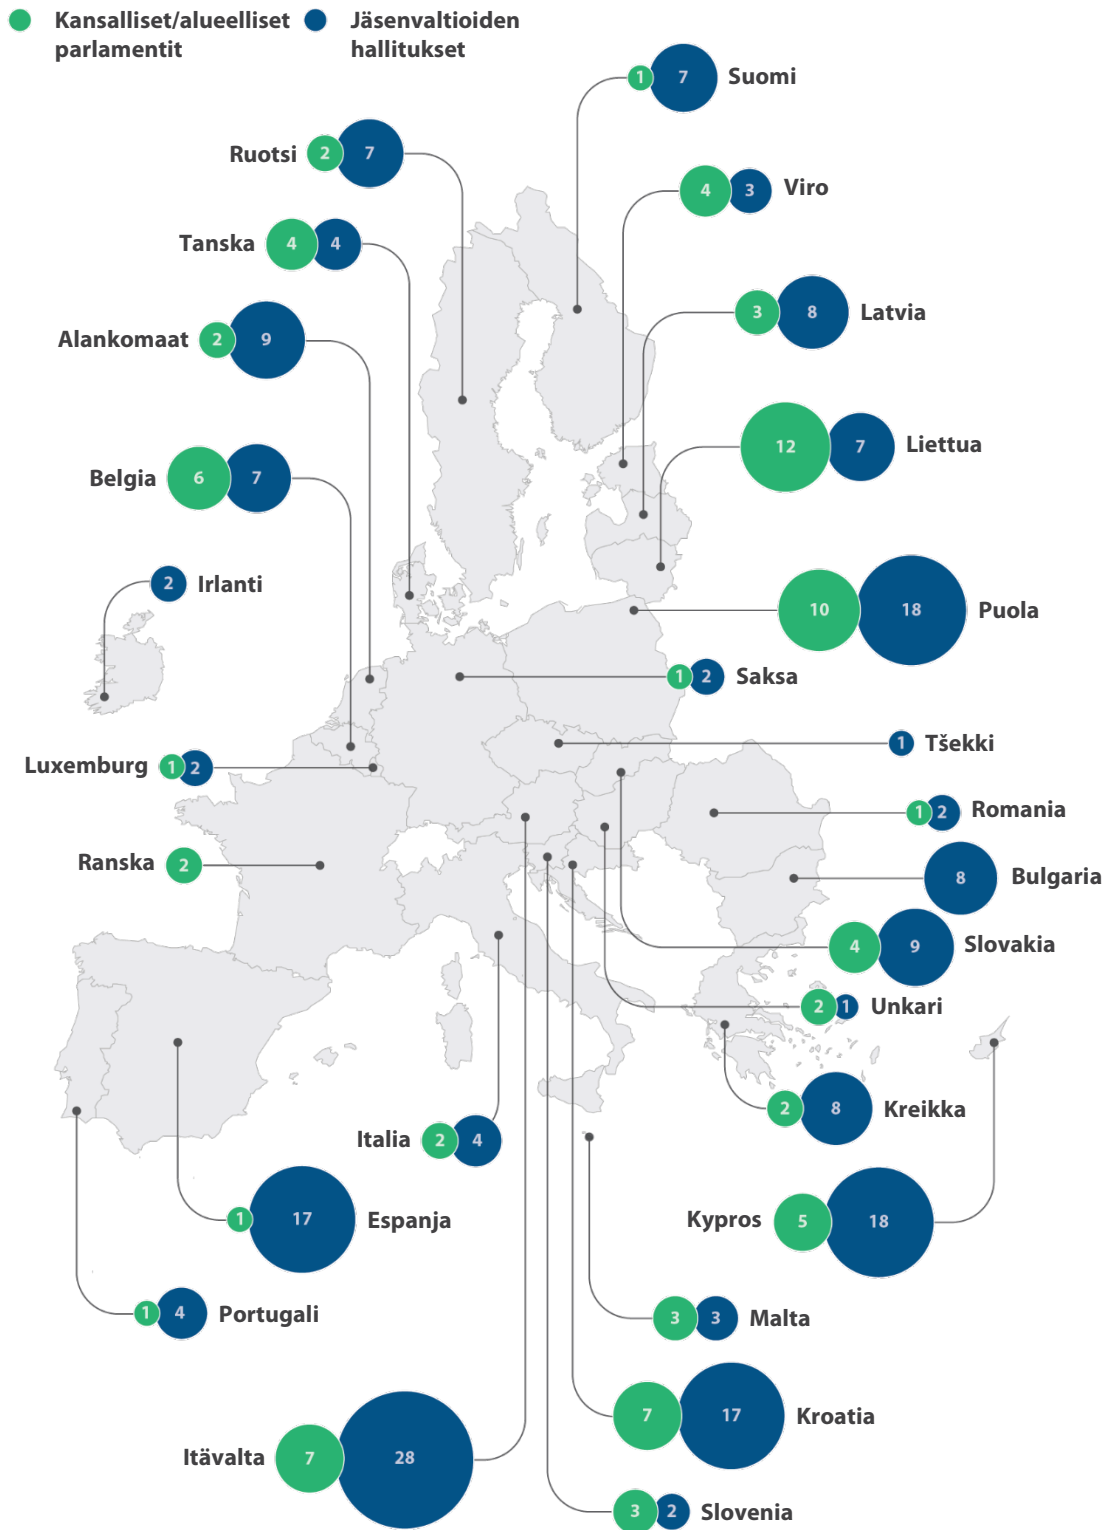 Kansalliset/alueelliset
parlamentit
Jäsenvaltioiden
hallitukset
1 7 Suomi
Ruotsi 2 7
4 3 Viro
Tanska 4 4
3 8 Latvia
Alankomaat 2 9
12 7 Liettua
Belgia 6 7
2 Irlanti
10 18 Puola
1 2 Saksa
1 Tšekki
Luxemburg 1 2
1 2 Romania
Ranska 2
8 Bulgaria
4 9 Slovakia
2 1 Unkari
2 8 Kreikka
Italia 2 4
1 17 Espanja
Kypros 5 18
1 4 Portugali
3 3 Malta
7 17 Kroatia
Itävalta 7 28
3 2 Slovenia